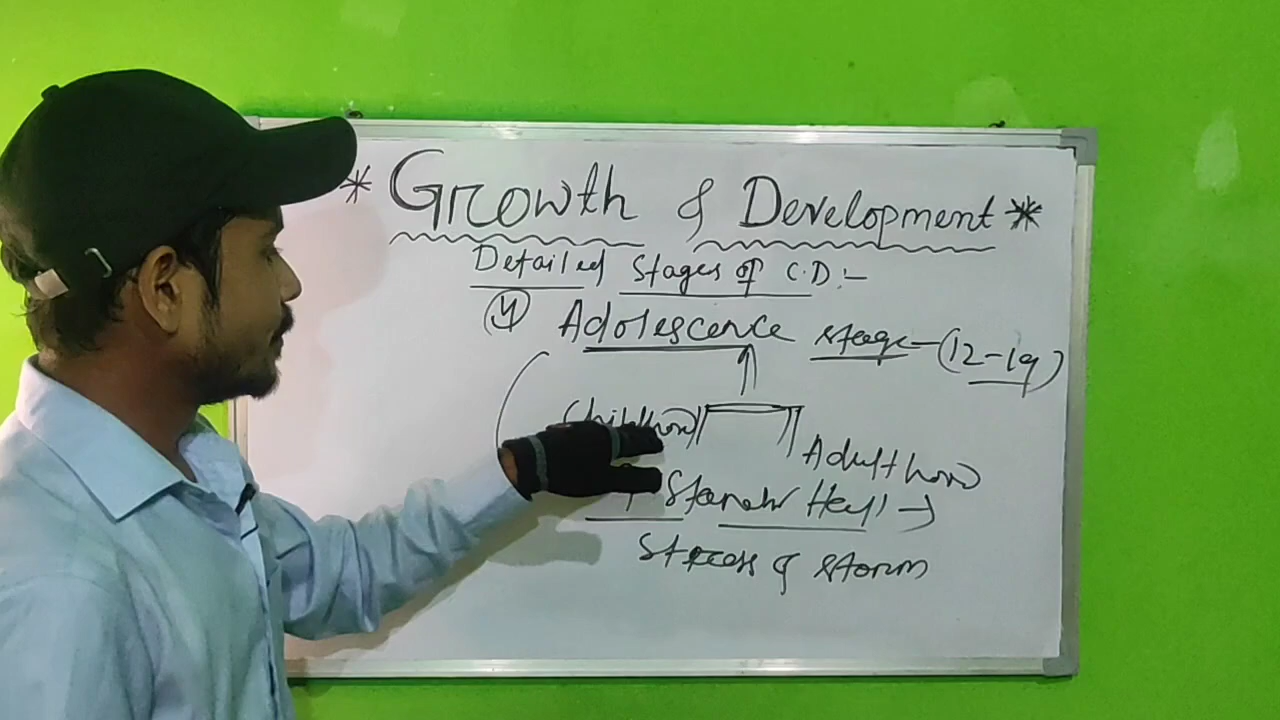 * Growth & Development *
Detailed Stages of C.D:-
④ Adolescence stage-(12-19)
Adulthood
Stanely Hall →
Stress & storm